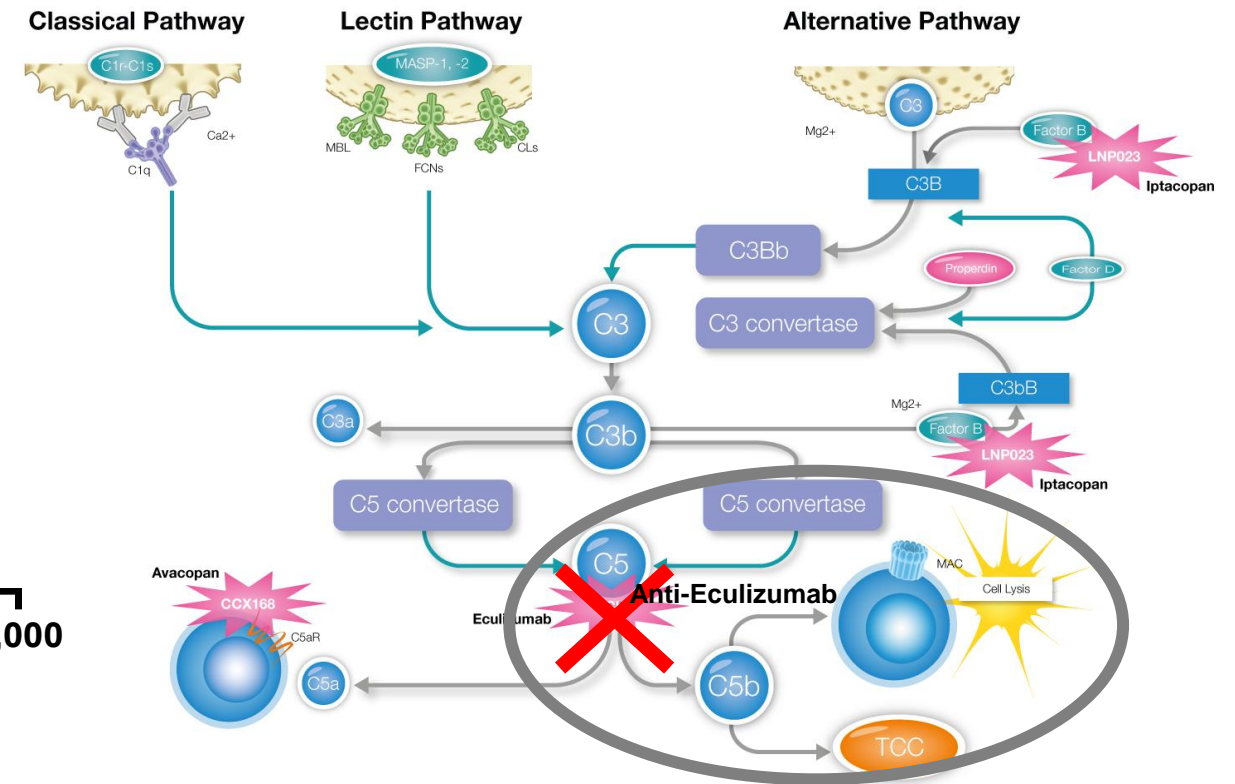 Classical Pathway
Lectin Pathway
Alternative Pathway
C1r-C1s
MASP-1, -2
C3
Ca2+
C1q
MBL
FCNs
CLs
Mg2+
Factor B
LNP023
Iptacopan
C3B
C3Bb
Properdin
Factor D
C3
C3 convertase
C3bB
Mg2+
C3a
C3b
Factor B
LNP023
Iptacopan
C5 convertase
C5 convertase
C5
MAC
Cell Lysis
Avacopan
Anti-Eculizumab
CCX168
Eculizumab
,000
C5aR
C5a
C5b
TCC